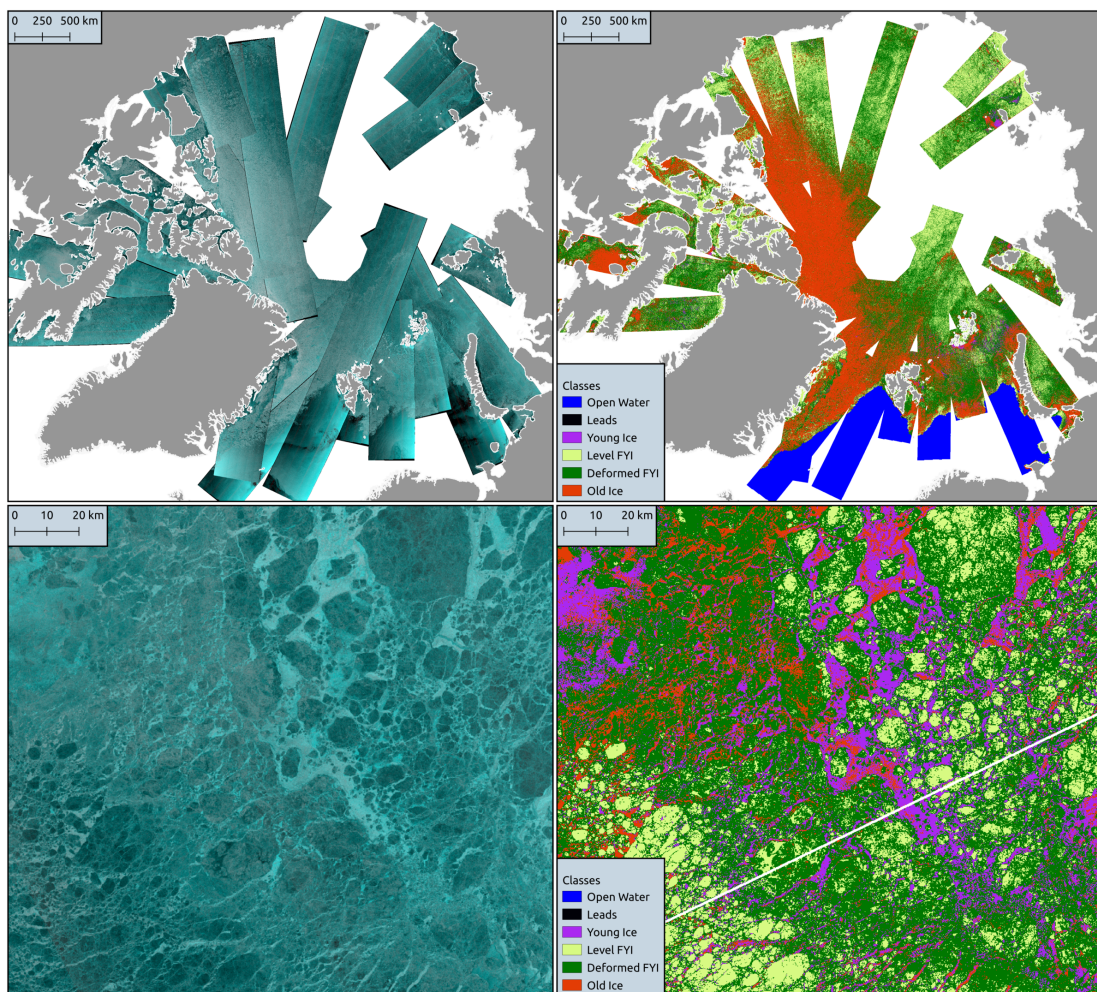 0 250 500 km
0 250 500 km
Classes
Open Water
Leads
Young Ice
Level FYI
Deformed FYI
Old Ice
0 10 20 km
0 10 20 km
Classes
Open Water
Leads
Young Ice
Level FYI
Deformed FYI
Old Ice